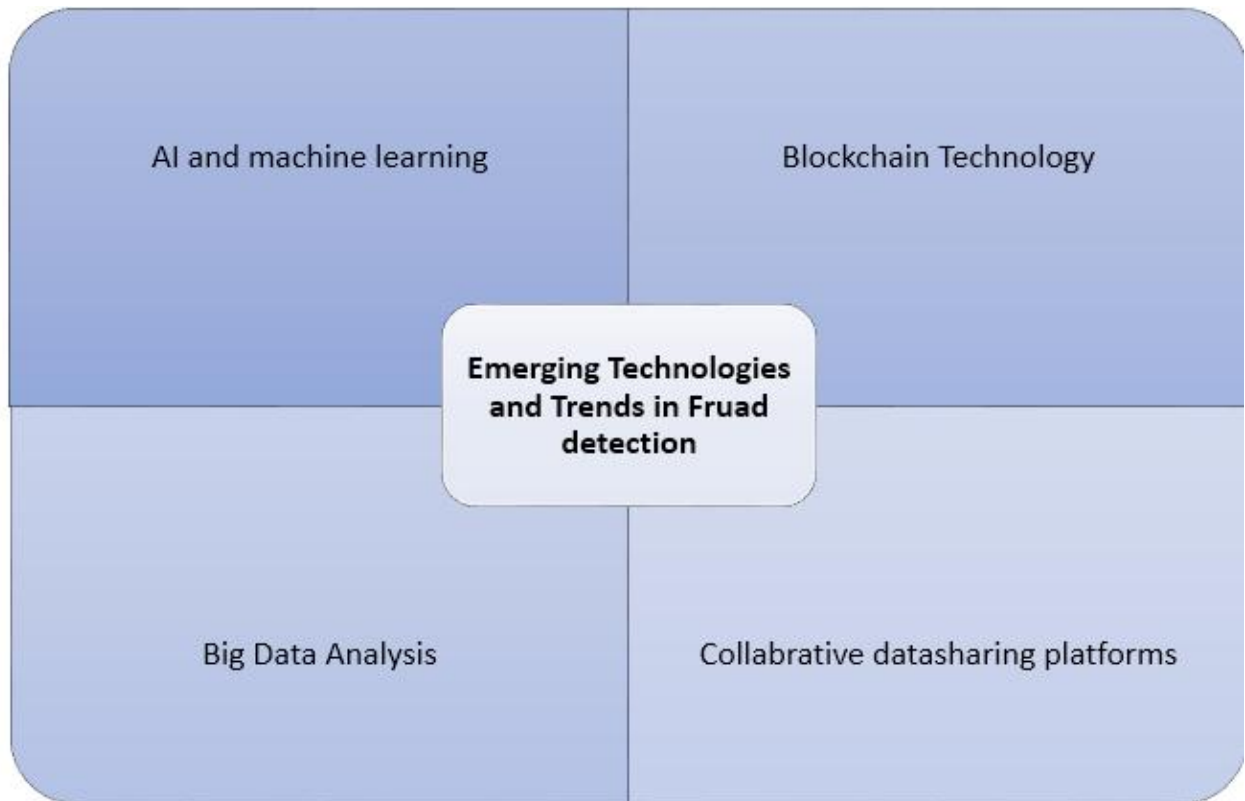 AI and machine learning
Blockchain Technology
Emerging Technologies
and Trends in Fruad
detection
Big Data Analysis
Collabrative datasharing platforms